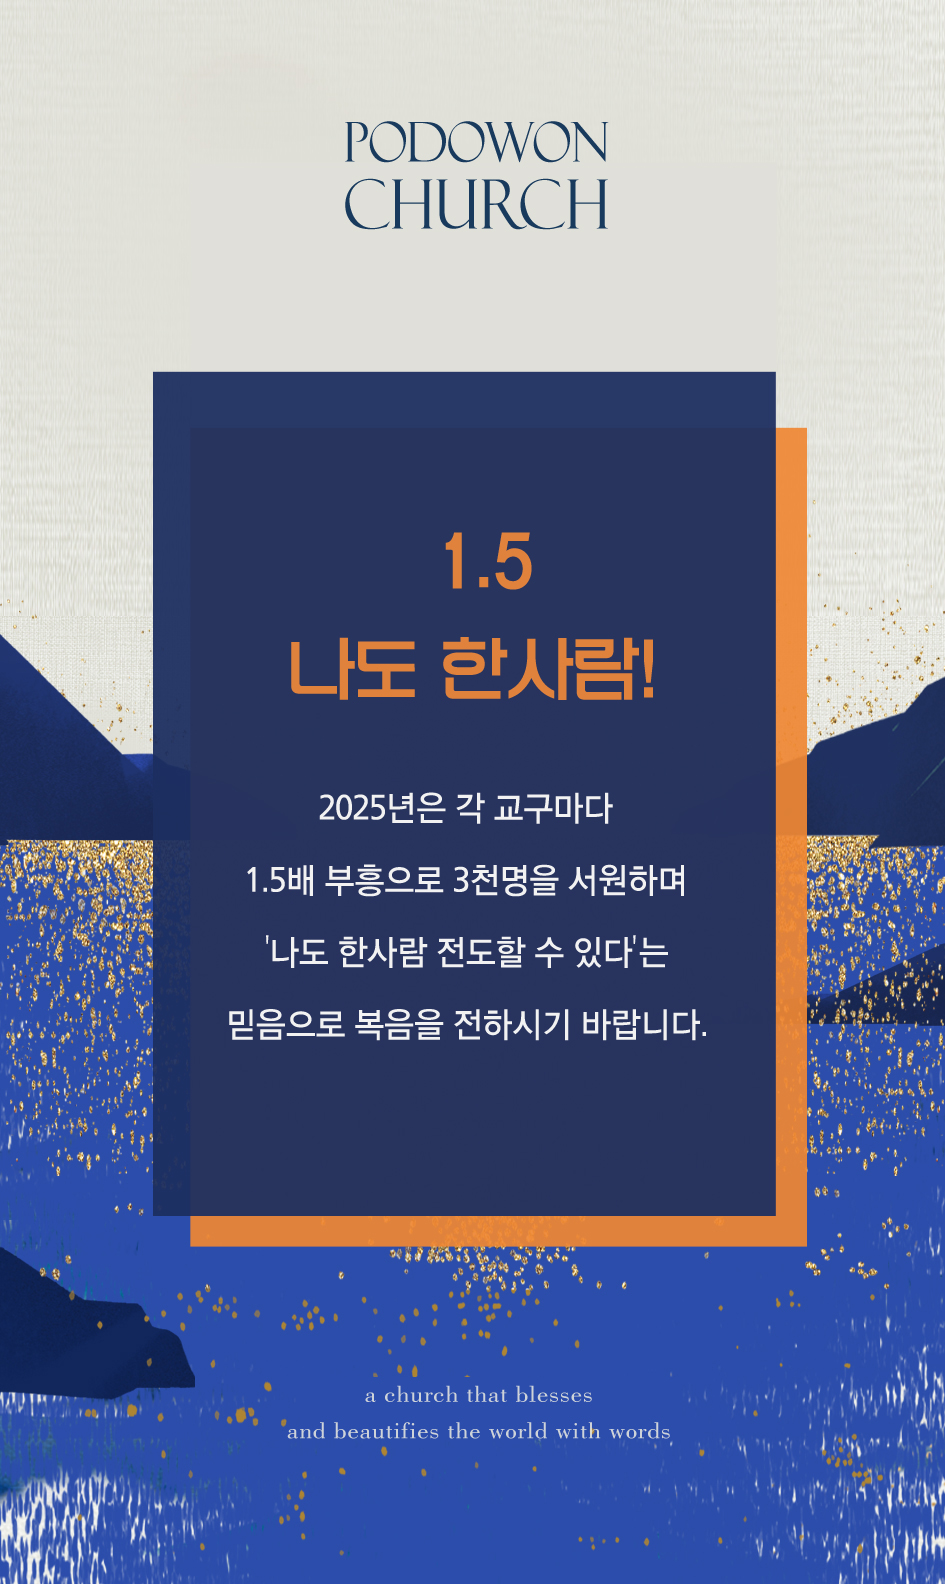 PODOWON
CHURCH
1.5
나도 한사람!
2025년은 각 교구마다
1.5배 부흥으로 3천명을 서원하며
'나도 한사람 전도할 수 있다'는
믿음으로 복음을 전하시기 바랍니다.
a church that blesses
and beautifies the world with words